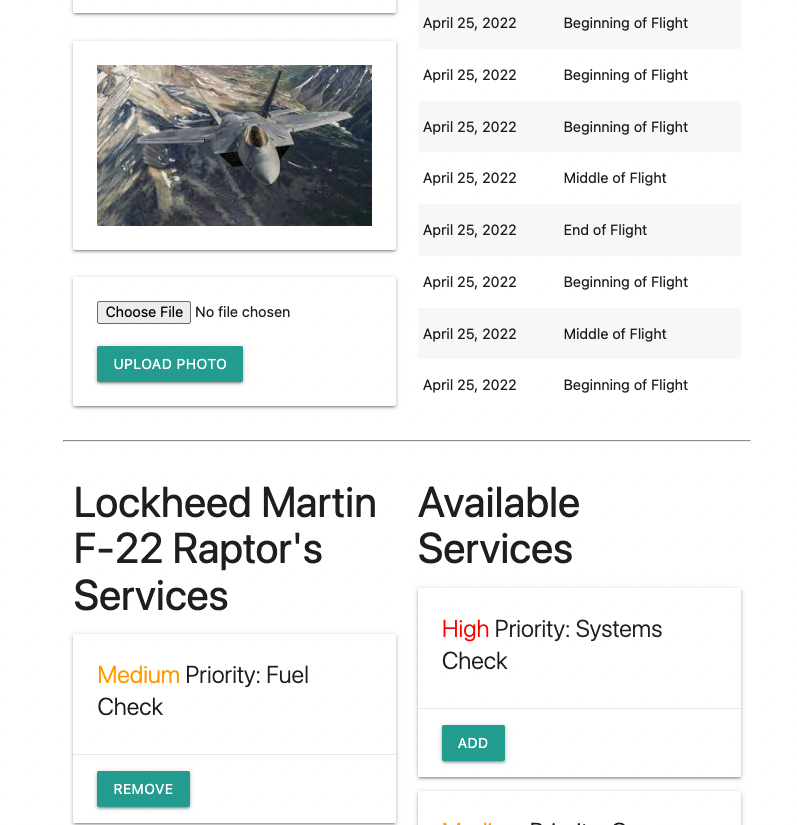 April 25, 2022 Beginning of Flight
April 25, 2022 Beginning of Flight
April 25, 2022 Beginning of Flight
April 25, 2022 Middle of Flight
April 25, 2022 End of Flight
April 25, 2022 Beginning of Flight
April 25, 2022 Middle of Flight
April 25, 2022 Beginning of Flight
Choose File No file chosen
UPLOAD PHOTO
Lockheed Martin
F-22 Raptor's
Services
Medium Priority: Fuel
Check
REMOVE
Available
Services
High Priority: Systems
Check
ADD